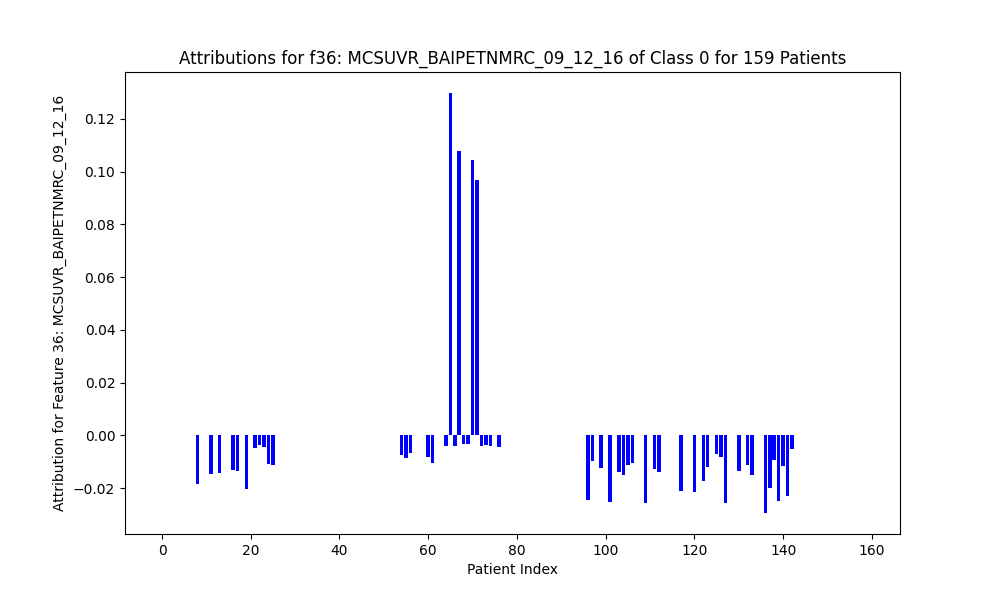 Attributions for f36: MCSUVR_BAIPETNMRC_09_12_16 of Class 0 for 159 Patients
Attribution for Feature 36: MCSUVR_BAIPETNMRC_09_12_16
0.12
0.10
0.08
0.06
0.04
0.02
0.00
−0.02
0 20 40 60 80 100 120 140 160
Patient Index